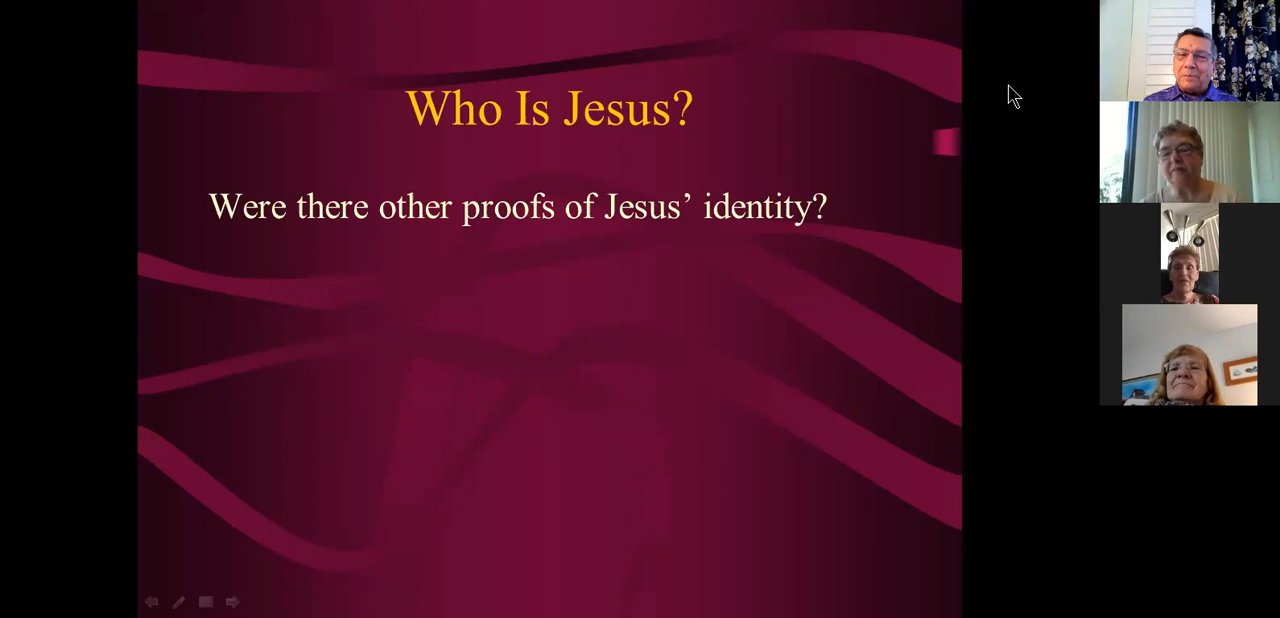 Who Is Jesus?
Were there other proofs of Jesus’ identity?